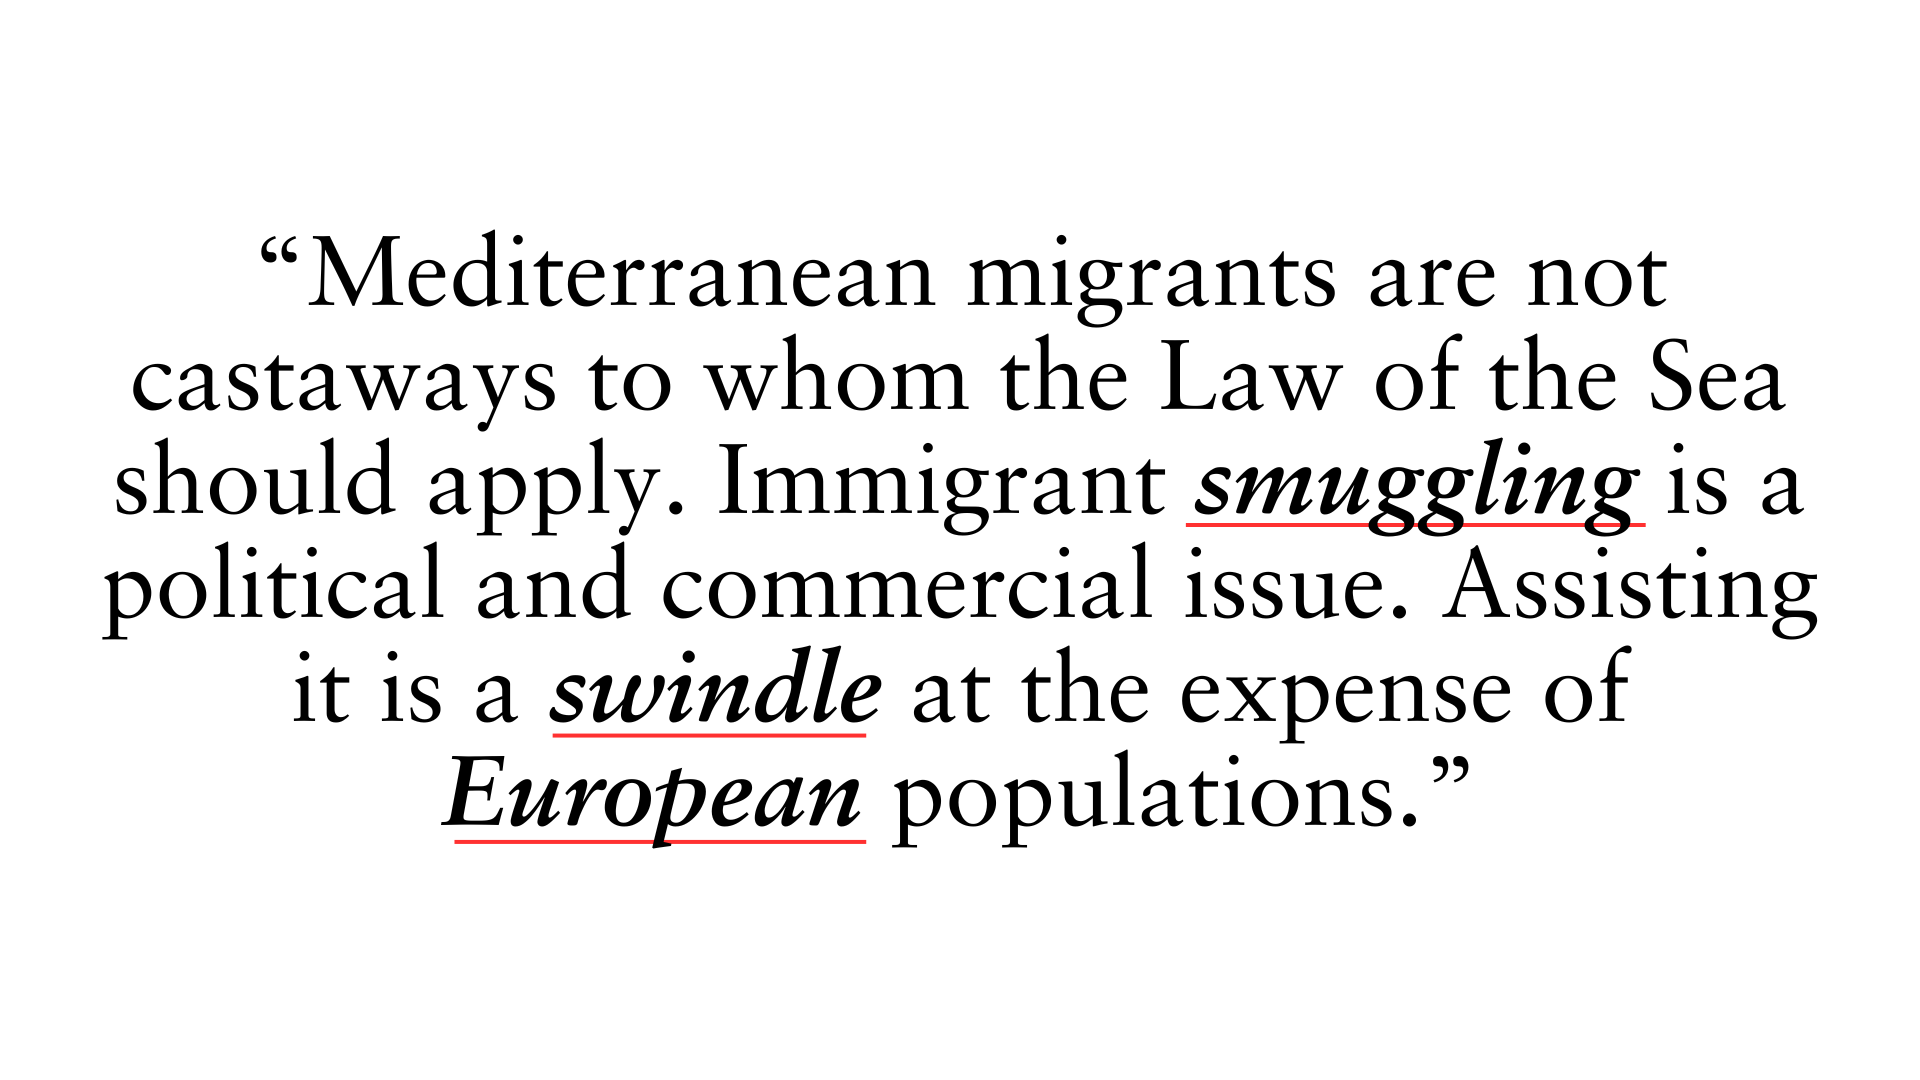 “Mediterranean migrants are not
castaways to whom the Law of the Sea
should apply. Immigrant smuggling is a
political and commercial issue. Assisting
it is a swindle at the expense of
European populations.”